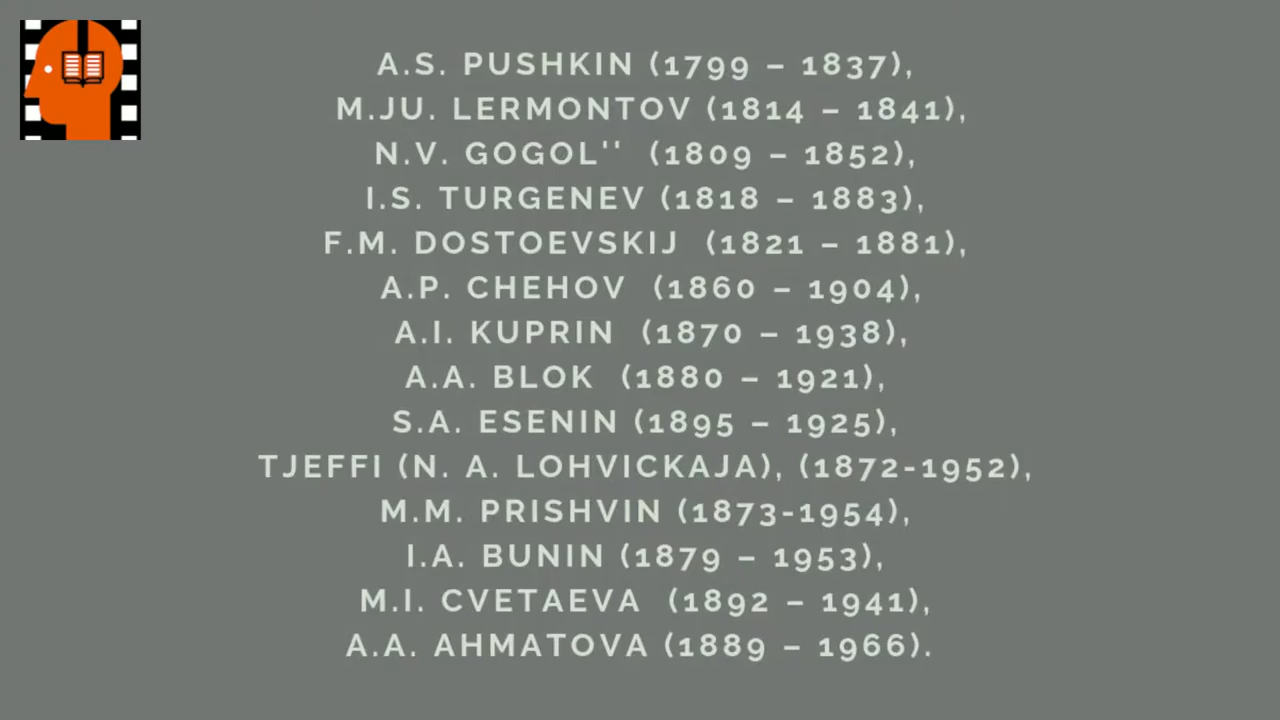 A.S. PUSHKIN (1799 – 1837),
M.JU. LERMONTOV (1814 – 1841),
N.V. GOGOL'' (1809 – 1852),
I.S. TURGENEV (1818 – 1883),
F.M. DOSTOEVSKIJ (1821 – 1881),
A.P. CHEHOV (1860 – 1904),
A.I. KUPRIN (1870 – 1938),
A.A. BLOK (1880 – 1921),
S.A. ESENIN (1895 – 1925),
TJEFFI (N. A. LOHVICKAJA), (1872-1952),
M.M. PRISHVIN (1873-1954),
I.A. BUNIN (1879 – 1953),
M.I. CVETAEVA (1892 – 1941),
A.A. AHMATOVA (1889 – 1966).